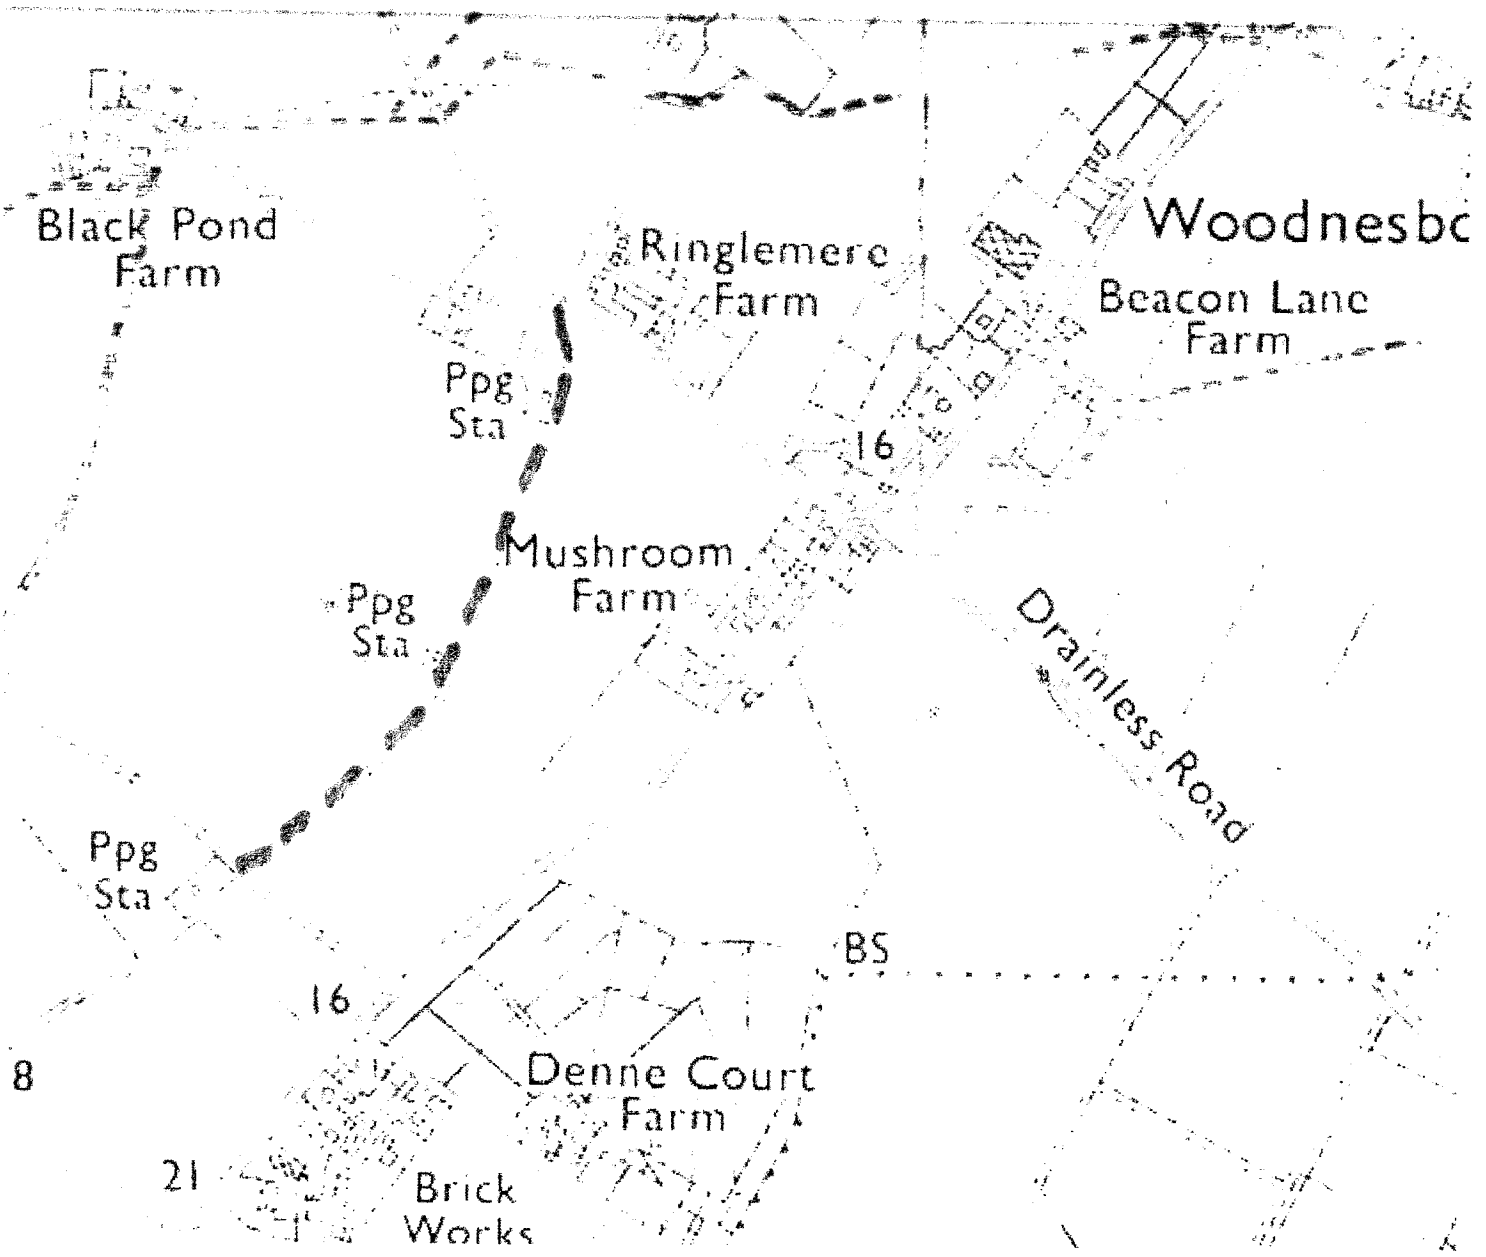 Woodnesbo
Black Pond
Farm
Ringlemere
Farm
Beacon Lane
Farm
Ppg
Sta
16
Mushroom
Farm
Ppg
Sta
Drainless Road
Ppg
Sta
BS
16
8
Denne Court
Farm
21
Brick
Works